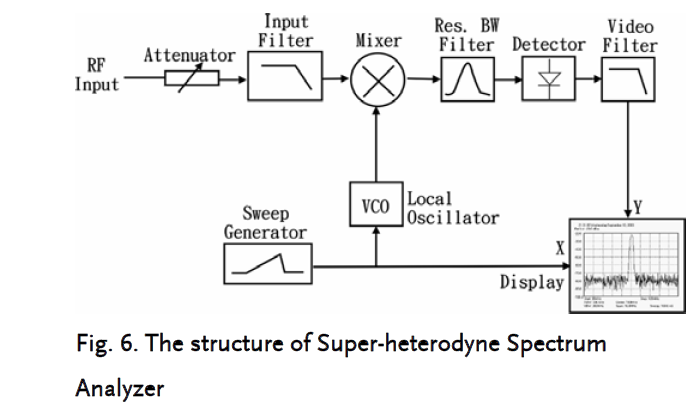 Input
Filter
Mixer
Res. BW
Filter
Detector
Video
Filter
Attenuator
RF
Input
VCO
Local
Oscillator
Sweep
Generator
Y
X
Display
Fig. 6. The structure of Super-heterodyne Spectrum
Analyzer